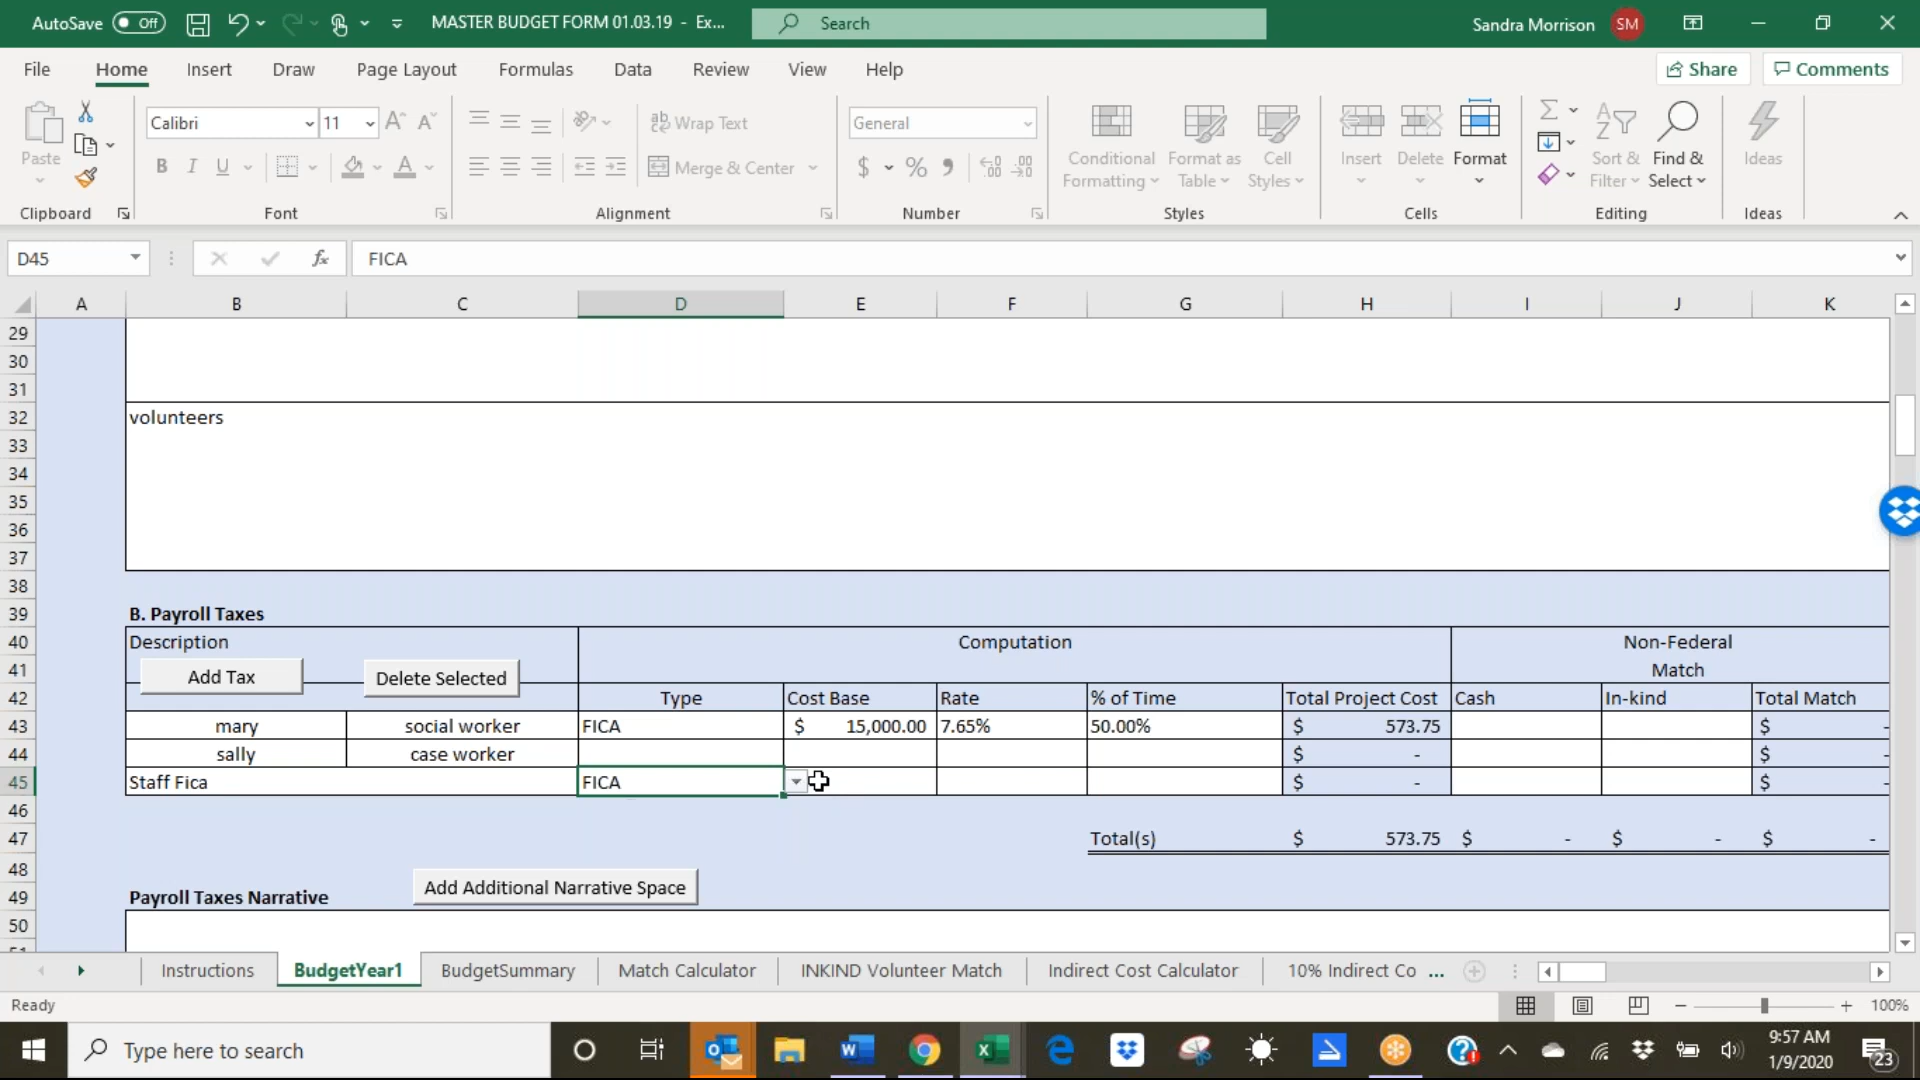 AutoSave Off MASTER BUDGET FORM 01.03.19 - Ex... Search Sandra Morrison SM
File Home Insert Draw Page Layout Formulas Data Review View Help Share Comments
Calibri 11 A A ab Wrap Text General
Paste B I U A Merge & Center $ % Conditional Formatting Format as Table Cell Styles Insert Delete Format Sort & Filter Find & Select Ideas
Clipboard Font Alignment Number Styles Cells Editing Ideas
D45 fx FICA
A B C D E F G H I J K
29
30
31
32 volunteers
33
34
35
36
37
38
39 B. Payroll Taxes
40 Description Computation Non-Federal
41 Add Tax Delete Selected Match
42 Type Cost Base Rate % of Time Total Project Cost Cash In-kind Total Match
43 mary social worker FICA $ 15,000.00 7.65% 50.00% $ 573.75 $ -
44 sally case worker $ - $ -
45 Staff Fica FICA $ - $ -
46
47 Total(s) $ 573.75 $ - $ - $ -
48
49 Payroll Taxes Narrative Add Additional Narrative Space
50
Instructions BudgetYear1 BudgetSummary Match Calculator INKIND Volunteer Match Indirect Cost Calculator 10% Indirect Co ...
Ready 100%
Type here to search 9:57 AM
1/9/2020 23